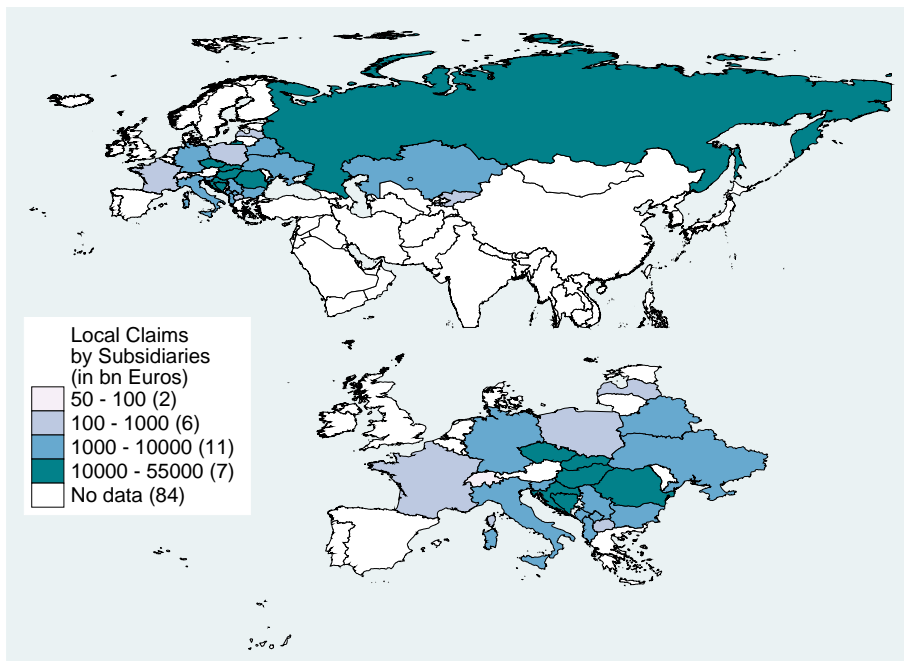 Local Claims
by Subsidiaries
(in bn Euros)
50 - 100 (2)
100 - 1000 (6)
1000 - 10000 (11)
10000 - 55000 (7)
No data (84)